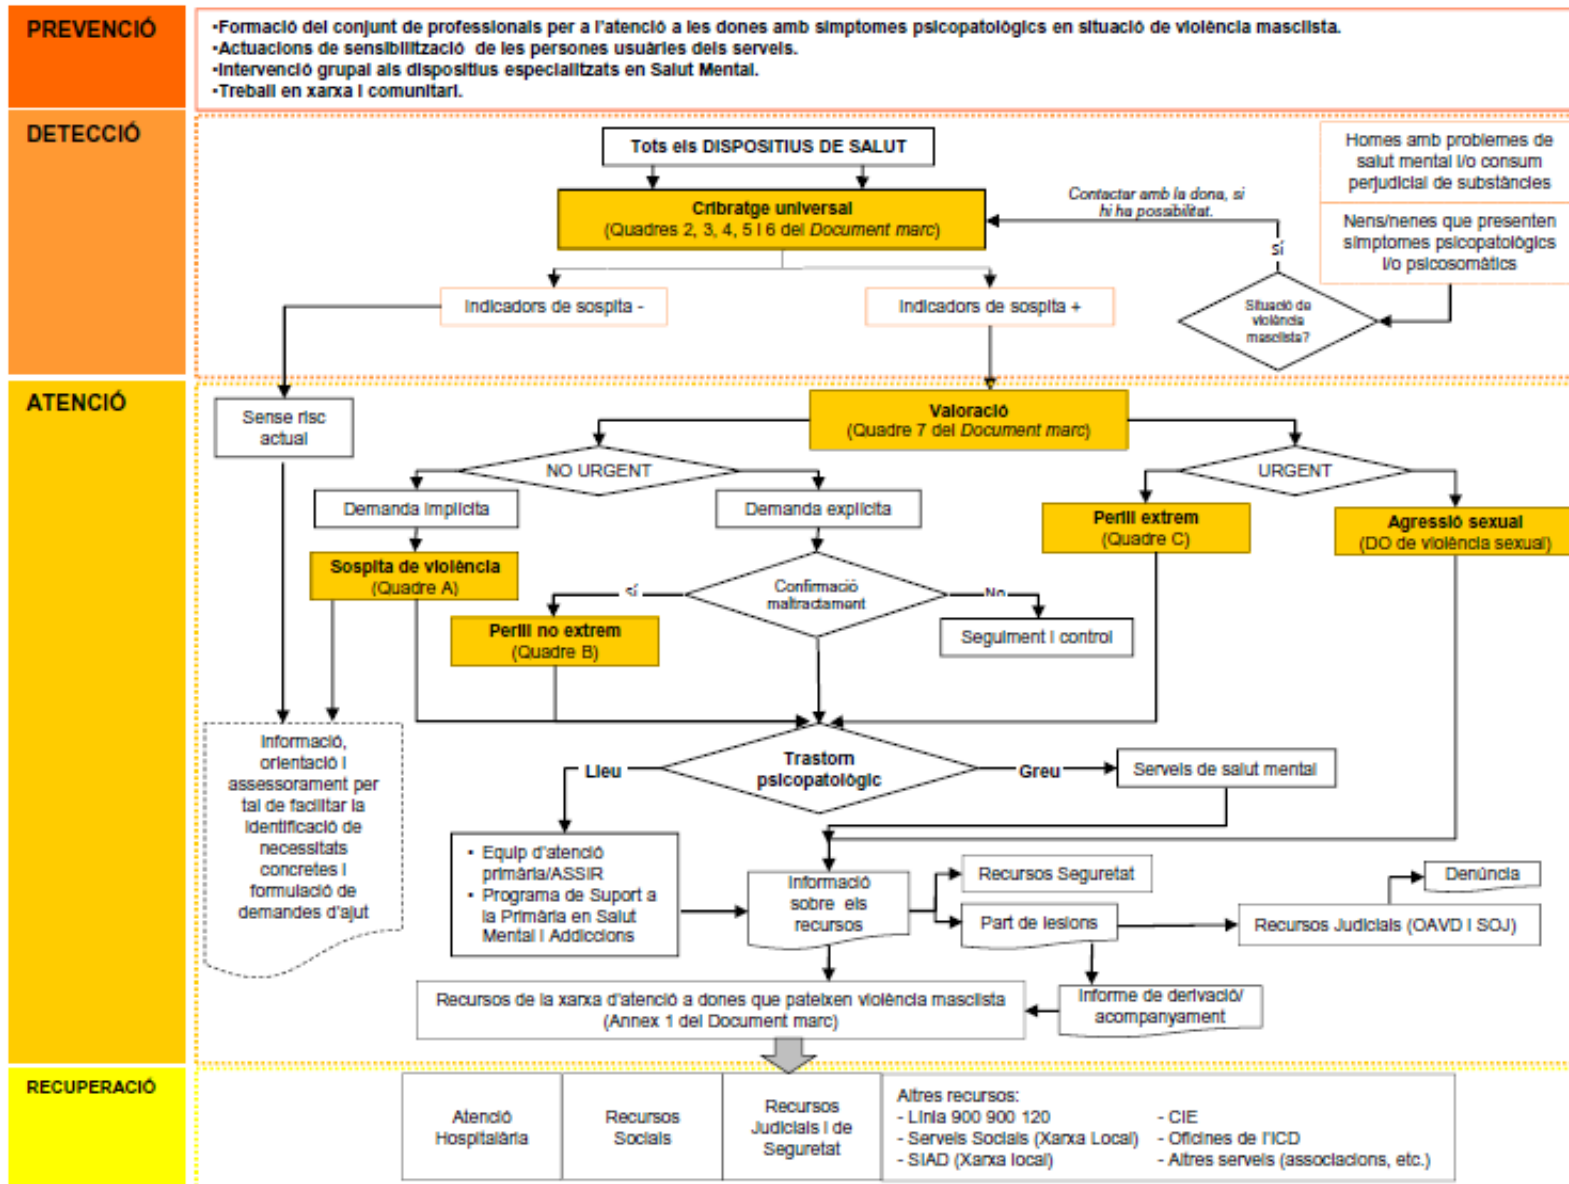 PREVENCIÓ
•Formació del conjunt de professionals per a l'atenció a les dones amb símptomes psicopatològics en situació de violència masclista.
•Actuacions de sensibilització de les persones usuàries dels serveis.
•Intervenció grupal als dispositius especialitzats en Salut Mental.
•Treball en xarxa i comunitari.
DETECCIÓ
Tots els DISPOSITIUS DE SALUT
Cribratge universal
(Quadres 2, 3, 4, 5 i 6 del Document marc)
Contactar amb la dona, si
hi ha possibilitat.
Homes amb problemes de
salut mental i/o consum
perjudicial de substàncies
Nens/nenes que presenten
símptomes psicopatològics
i/o psicosomàtics
Sí
Indicadors de sospita -
Indicadors de sospita +
Situació de
violència
masclista?
ATENCIÓ
Sense risc
actual
Valoració
(Quadre 7 del Document marc)
NO URGENT
URGENT
Demanda implícita
Demanda explícita
Perill extrem
(Quadre C)
Agressió sexual
(DO de violència sexual)
Sospita de violència
(Quadre A)
Sí
Confirmació
maltractament
No
Perill no extrem
(Quadre B)
Seguiment i control
Informació,
orientació i
assessorament per
tal de facilitar la
identificació de
necessitats
concretes i
formulació de
demandes d'ajut
Lleu
Trastorn
psicopatològic
Greu
Serveis de salut mental
• Equip d'atenció
primària/ASSIR
• Programa de Suport a
la Primària en Salut
Mental i Addiccions
Informació
sobre els
recursos
Recursos Seguretat
Part de lesions
Denúncia
Recursos Judicials (OAVD I SOJ)
Recursos de la xarxa d'atenció a dones que pateixen violència masclista
(Annex 1 del Document marc)
Informe de derivació/
acompanyament
RECUPERACIÓ
Atenció
Hospitalària
Recursos
Socials
Recursos
Judicials i de
Seguretat
Altres recursos:
- Línia 900 900 120
- Serveis Socials (Xarxa Local)
- SIAD (Xarxa local)
- CIE
- Oficines de l'ICD
- Altres serveis (associacions, etc.)